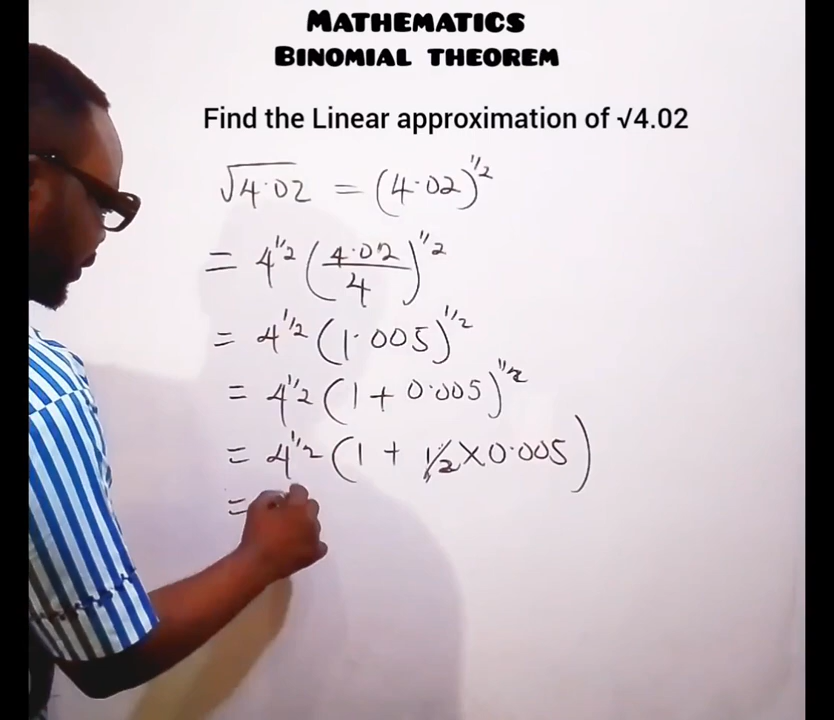 MATHEMATICS
BINOMIAL THEOREM
Find the Linear approximation of √4.02
√4·02 = (4·02)^1/2
= 4^1/2 (4·02/4)^1/2
= 4^1/2 (1·005)^1/2
= 4^1/2 (1 + 0·005)^1/2
= 4^1/2 (1 + 1/2 × 0·005)
=